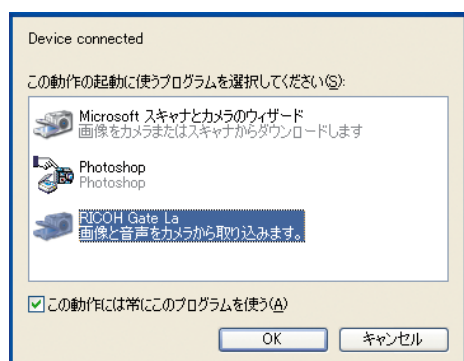 Device connected
この動作の起動に使うプログラムを選択してください(S):
Microsoft スキャナとカメラのウィザード
画像をカメラまたはスキャナからダウンロードします
Photoshop
Photoshop
RICOH Gate La
画像と音声をカメラから取り込みます。
この動作には常にこのプログラムを使う(A)
OK キャンセル